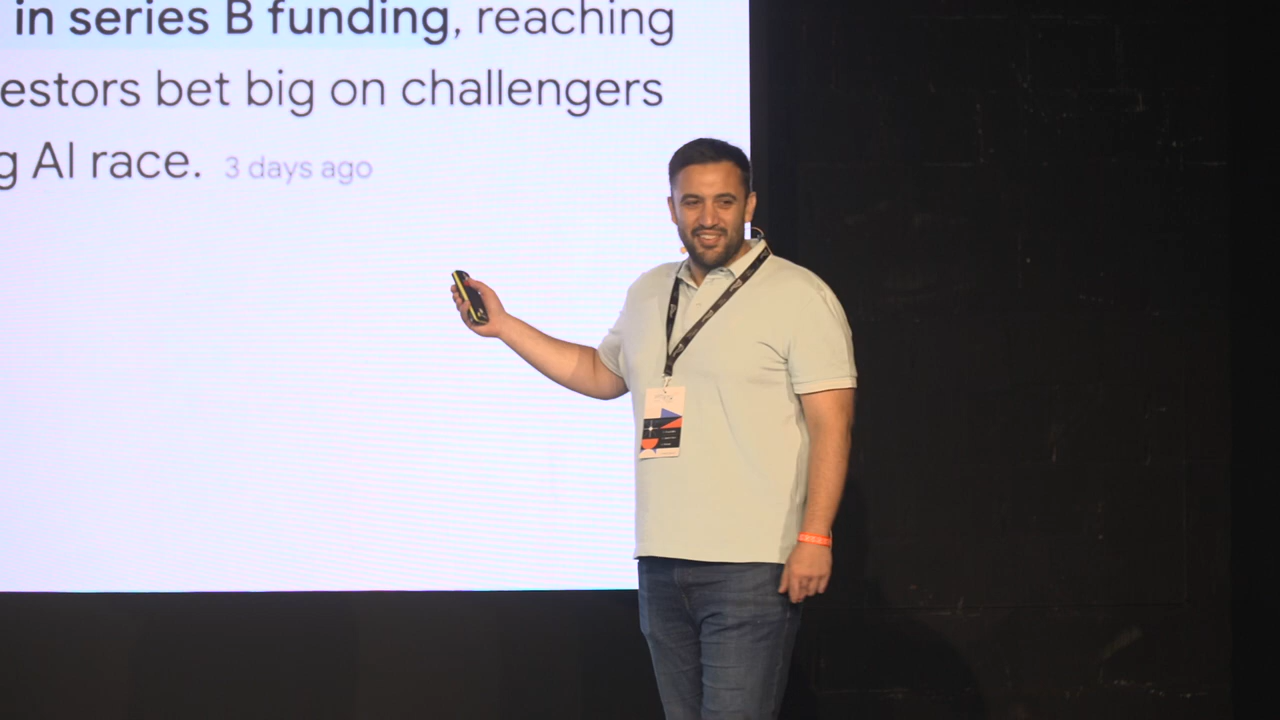 in series B funding, reaching
estors bet big on challengers
g AI race. 3 days ago